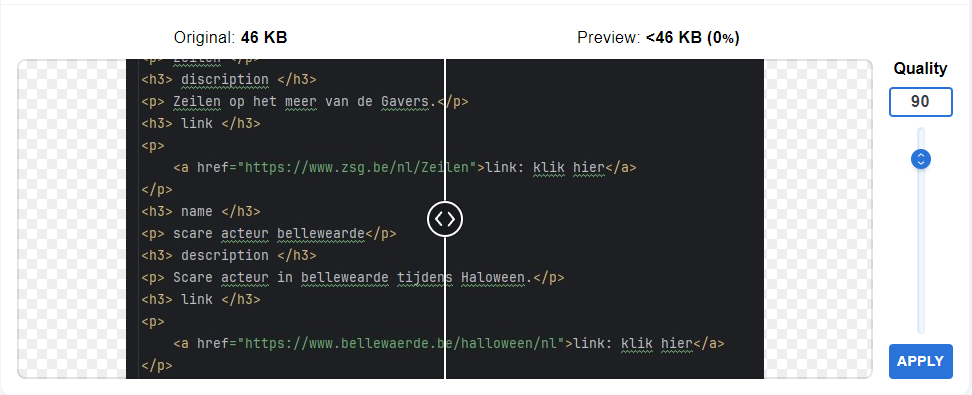 Original: 46 KB
Preview: <46 KB (0%)
Quality
90
<p> Zeilen </p>
<h3> discription </h3>
<p> Zeilen op het meer van de Gavers.</p>
<h3> link </h3>
<p>
<a href="https://www.zsg.be/nl/Zeilen">link: klik hier</a>
</p>
<h3> name </h3>
<p> scare acteur bellewearde</p>
<h3> description </h3>
<p> Scare acteur in bellewearde tijdens Haloween.</p>
<h3> link </h3>
<p>
<a href="https://www.bellewaerde.be/halloween/nl">link: klik hier</a>
</p>
APPLY